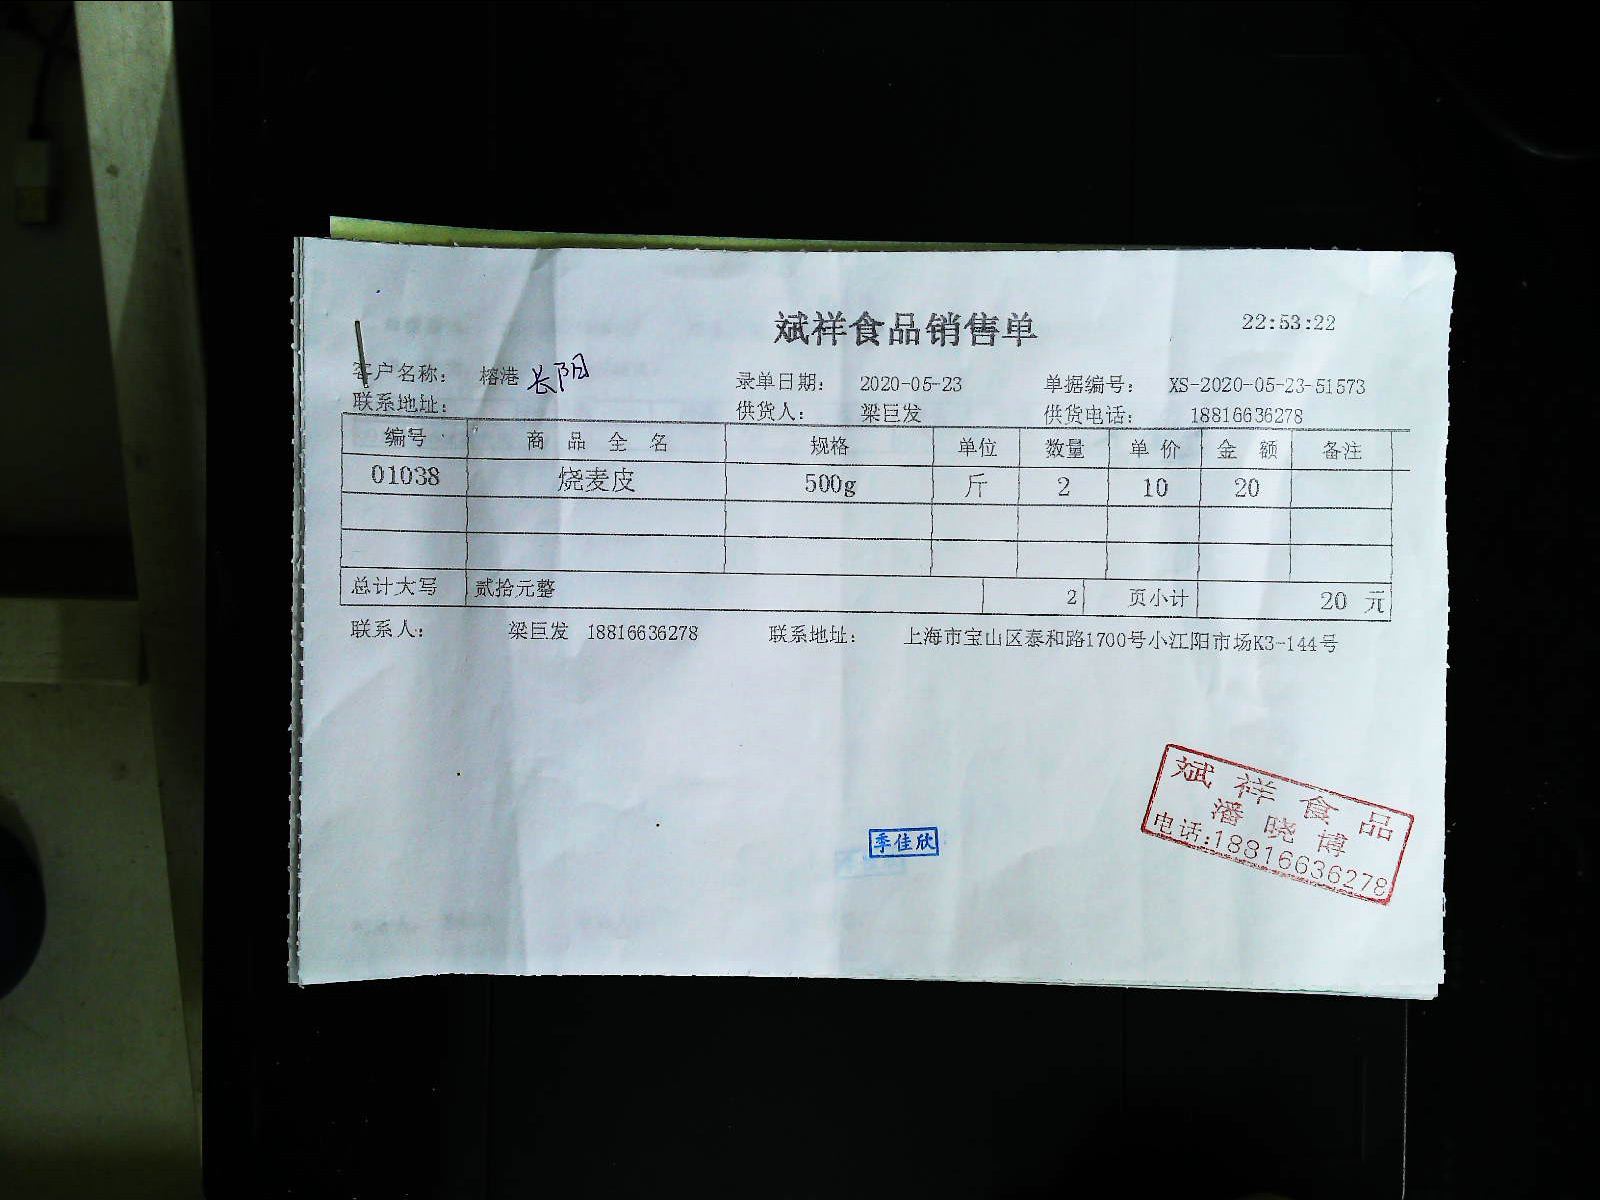 斌祥食品销售单 22:53:22
客户名称: 榕港 长阳 录单日期: 2020-05-23 单据编号: XS-2020-05-23-51573
联系地址: 供货人: 梁巨发 供货电话: 18816636278
编号 商品全名 规格 单位 数量 单价 金额 备注
01038 烧麦皮 500g 斤 2 10 20
总计大写 贰拾元整 2 页小计 20 元
联系人: 梁巨发 18816636278 联系地址: 上海市宝山区泰和路1700号小江阳市场K3-144号
斌祥食品
潘晓博
电话:18816636278
季佳欣